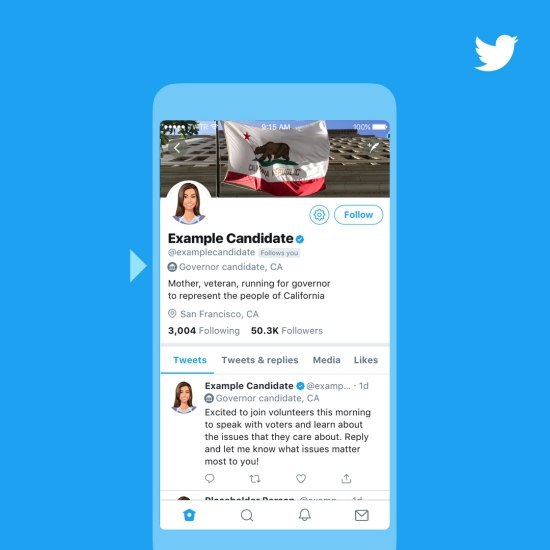 TWTR 9:15 AM 100%
CALIFORNIA REPUBLIC
Follow
Example Candidate
@examplecandidate Follows you
Governor candidate, CA
Mother, veteran, running for governor
to represent the people of California
San Francisco, CA
3,004 Following 50.3K Followers
Tweets Tweets & replies Media Likes
Example Candidate @examp... · 1d
Governor candidate, CA
Excited to join volunteers this morning
to speak with voters and learn about
the issues that they care about. Reply
and let me know what issues matter
most to you!
Placeholder Person @examp... · 1d